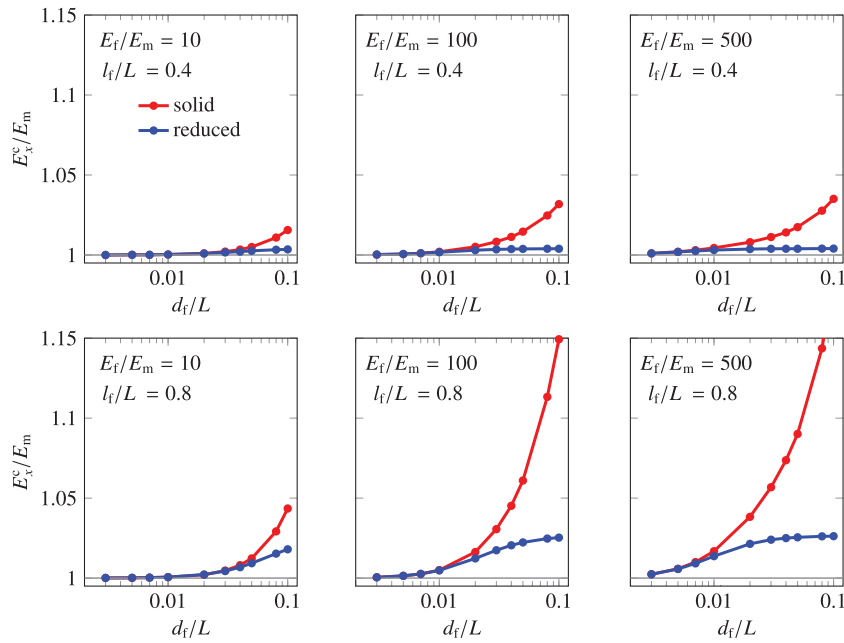 1.15
1.1
1.05
1
E_x^c/E_m
E_f/E_m = 10
l_f/L = 0.4
solid
reduced
0.01
0.1
d_f/L
E_f/E_m = 100
l_f/L = 0.4
0.01
0.1
d_f/L
E_f/E_m = 500
l_f/L = 0.4
0.01
0.1
d_f/L
1.15
1.1
1.05
1
E_x^c/E_m
E_f/E_m = 10
l_f/L = 0.8
0.01
0.1
d_f/L
E_f/E_m = 100
l_f/L = 0.8
0.01
0.1
d_f/L
E_f/E_m = 500
l_f/L = 0.8
0.01
0.1
d_f/L